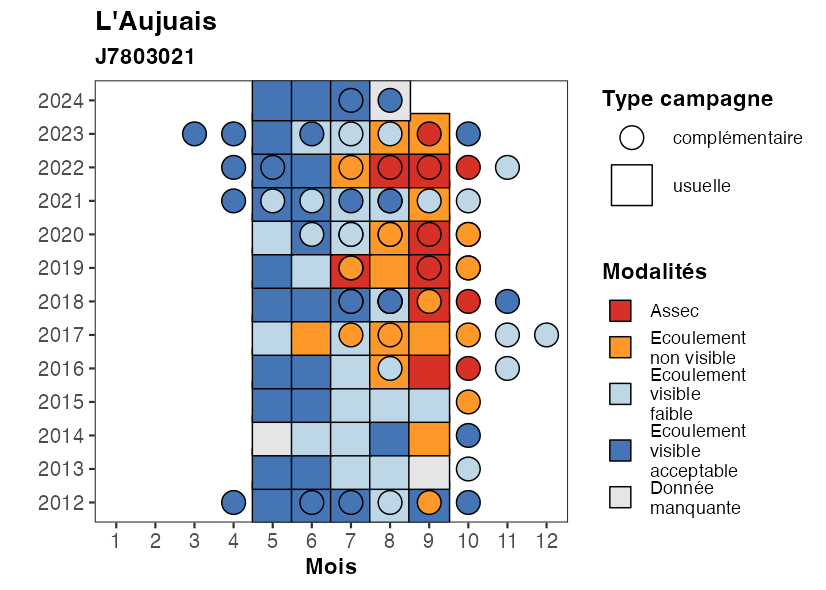 L'Aujuais
J7803021
2024
2023
2022
2021
2020
2019
2018
2017
2016
2015
2014
2013
2012
1 2 3 4 5 6 7 8 9 10 11 12
Mois
Type campagne
complémentaire
usuelle
Modalités
Assec
Ecoulement
non visible
Ecoulement
visible
faible
Ecoulement
visible
acceptable
Donnée
manquante